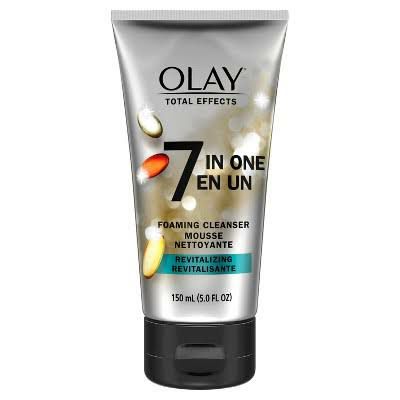 OLAY
TOTAL EFFECTS
7 IN ONE
EN UN
FOAMING CLEANSER
MOUSSE
NETTOYANTE
REVITALIZING
REVITALISANTE
150 mL (5.0 FL OZ)